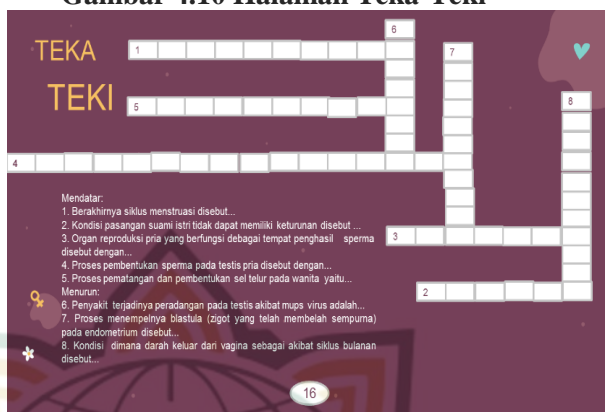 Gambar 4.10 Halaman Teka-Teki
TEKA
TEKI
6
1
7
5
8
4
3
2
Mendatar:
1. Berakhirnya siklus menstruasi disebut...
2. Kondisi pasangan suami istri tidak dapat memiliki keturunan disebut ...
3. Organ reproduksi pria yang berfungsi debagai tempat penghasil sperma
disebut dengan...
4. Proses pembentukan sperma pada testis pria disebut dengan...
5. Proses pematangan dan pembentukan sel telur pada wanita yaitu...
Menurun:
6. Penyakit terjadinya peradangan pada testis akibat mups virus adalah...
7. Proses menempelnya blastula (zigot yang telah membelah sempurna)
pada endometrium disebut...
8. Kondisi dimana darah keluar dari vagina sebagai akibat siklus bulanan
disebut...
16